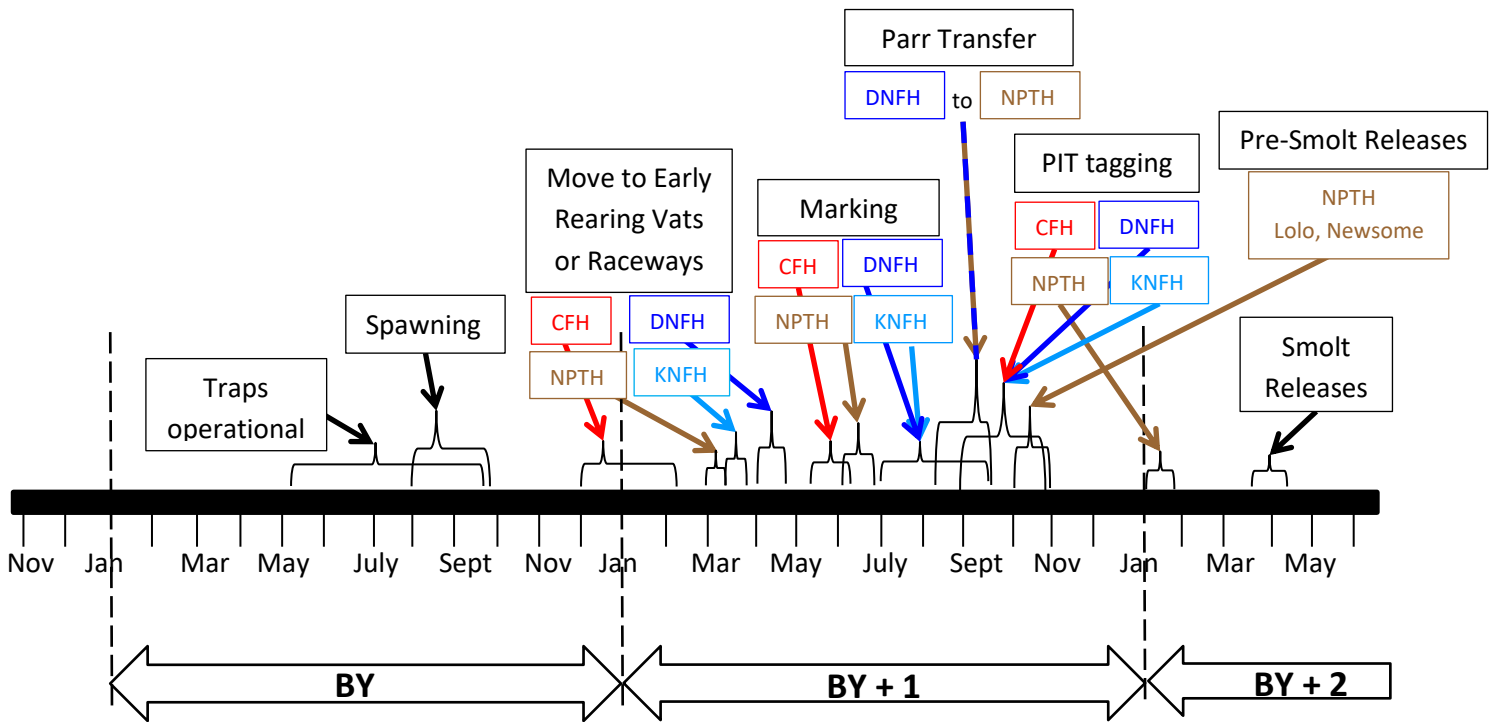 Parr Transfer
DNFH to NPTH
Pre-Smolt Releases
NPTH
Lolo, Newsome
PIT tagging
CFH DNFH
NPTH KNFH
Move to Early
Rearing Vats
or Raceways
CFH DNFH
NPTH KNFH
Marking
CFH DNFH
NPTH KNFH
Spawning
Traps
operational
Smolt
Releases
Nov Jan Mar May July Sept Nov Jan Mar May July Sept Nov Jan Mar May
BY BY + 1 BY + 2